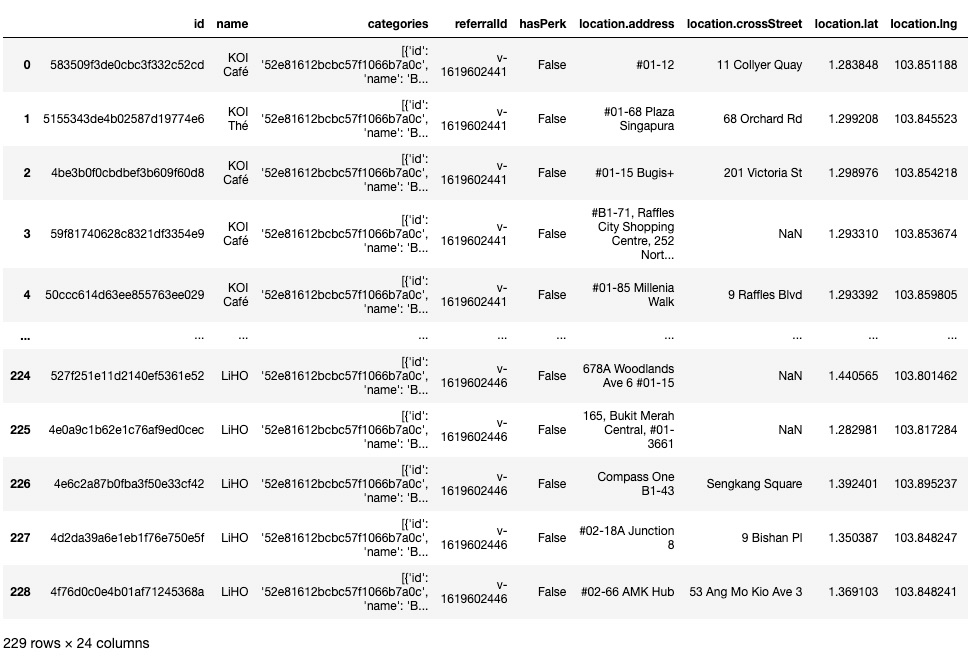 id name categories referralId hasPerk location.address location.crossStreet location.lat location.lng
0 583509f3de0cbc3f332c52cd KOI Café [{'id': '52e81612bcbc57f1066b7a0c', 'name': 'B... v-1619602441 False #01-12 11 Collyer Quay 1.283848 103.851188
1 5155343de4b02587d19774e6 KOI Thé [{'id': '52e81612bcbc57f1066b7a0c', 'name': 'B... v-1619602441 False #01-68 Plaza Singapura 68 Orchard Rd 1.299208 103.845523
2 4be3b0f0cbdbef3b609f60d8 KOI Café [{'id': '52e81612bcbc57f1066b7a0c', 'name': 'B... v-1619602441 False #01-15 Bugis+ 201 Victoria St 1.298976 103.854218
3 59f81740628c8321df3354e9 KOI Café [{'id': '52e81612bcbc57f1066b7a0c', 'name': 'B... v-1619602441 False #B1-71, Raffles City Shopping Centre, 252 Nort... NaN 1.293310 103.853674
4 50ccc614d63ee855763ee029 KOI Café [{'id': '52e81612bcbc57f1066b7a0c', 'name': 'B... v-1619602441 False #01-85 Millenia Walk 9 Raffles Blvd 1.293392 103.859805
... ... ... ... ... ... ... ... ... ...
224 527f251e11d2140ef5361e52 LiHO [{'id': '52e81612bcbc57f1066b7a0c', 'name': 'B... v-1619602446 False 678A Woodlands Ave 6 #01-15 NaN 1.440565 103.801462
225 4e0a9c1b62e1c76af9ed0cec LiHO [{'id': '52e81612bcbc57f1066b7a0c', 'name': 'B... v-1619602446 False 165, Bukit Merah Central, #01-3661 NaN 1.282981 103.817284
226 4e6c2a87b0fba3f50e33cf42 LiHO [{'id': '52e81612bcbc57f1066b7a0c', 'name': 'B... v-1619602446 False Compass One B1-43 Sengkang Square 1.392401 103.895237
227 4d2da39a6e1eb1f76e750e5f LiHO [{'id': '52e81612bcbc57f1066b7a0c', 'name': 'B... v-1619602446 False #02-18A Junction 8 9 Bishan Pl 1.350387 103.848247
228 4f76d0c0e4b01af71245368a LiHO [{'id': '52e81612bcbc57f1066b7a0c', 'name': 'B... v-1619602446 False #02-66 AMK Hub 53 Ang Mo Kio Ave 3 1.369103 103.848241
229 rows × 24 columns